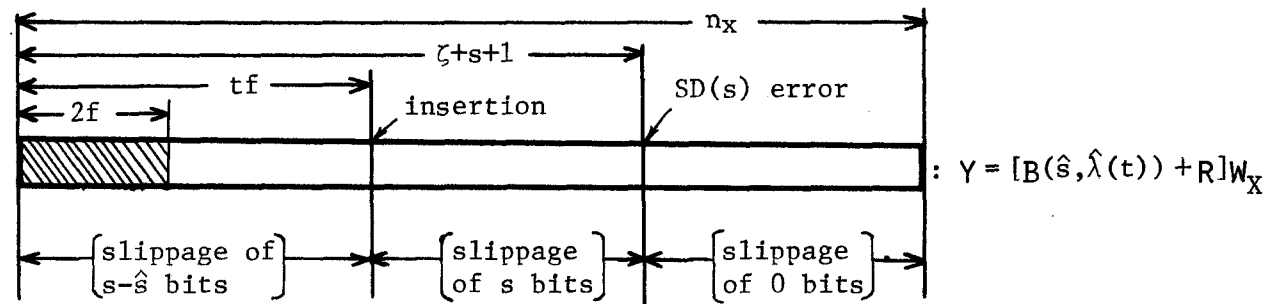 n_X
ζ+s+1
tf
SD(s) error
insertion
2f
: Y = [B(ŝ,λ̂(t)) + R]W_X
slippage of
s-ŝ bits
slippage
of s bits
slippage
of 0 bits